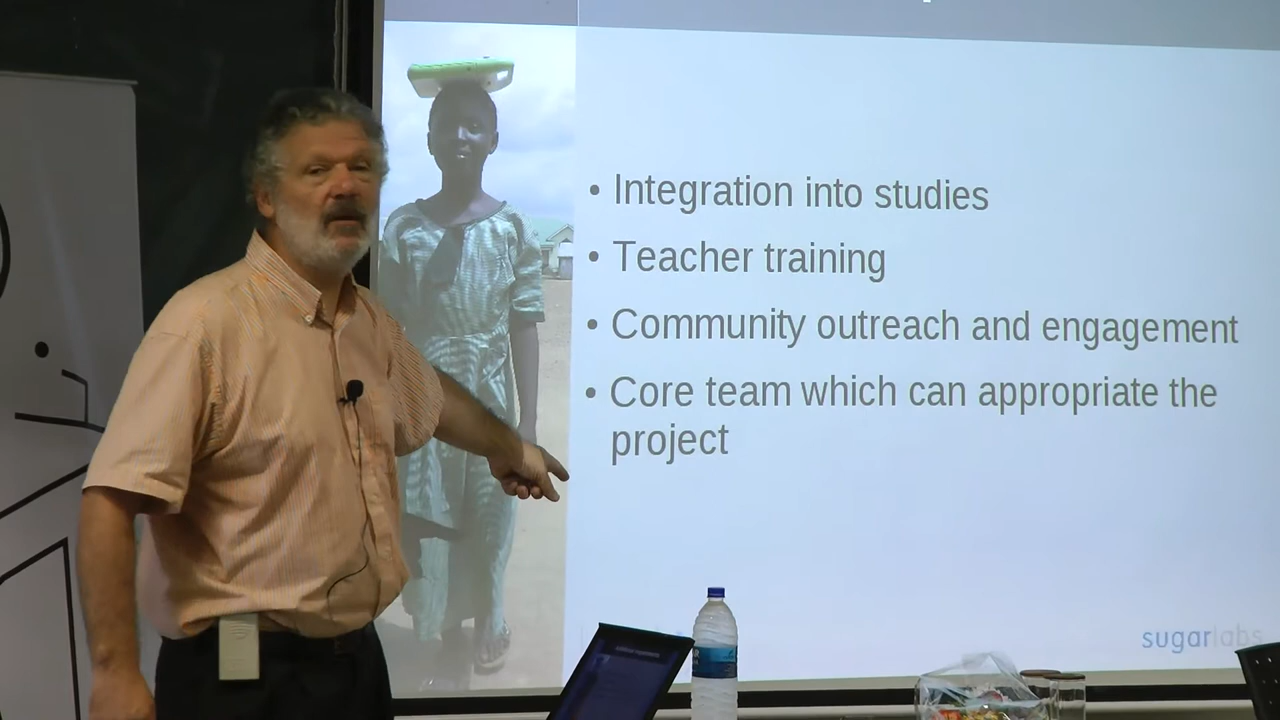 • Integration into studies
• Teacher training
• Community outreach and engagement
• Core team which can appropriate the
project
sugarlabs